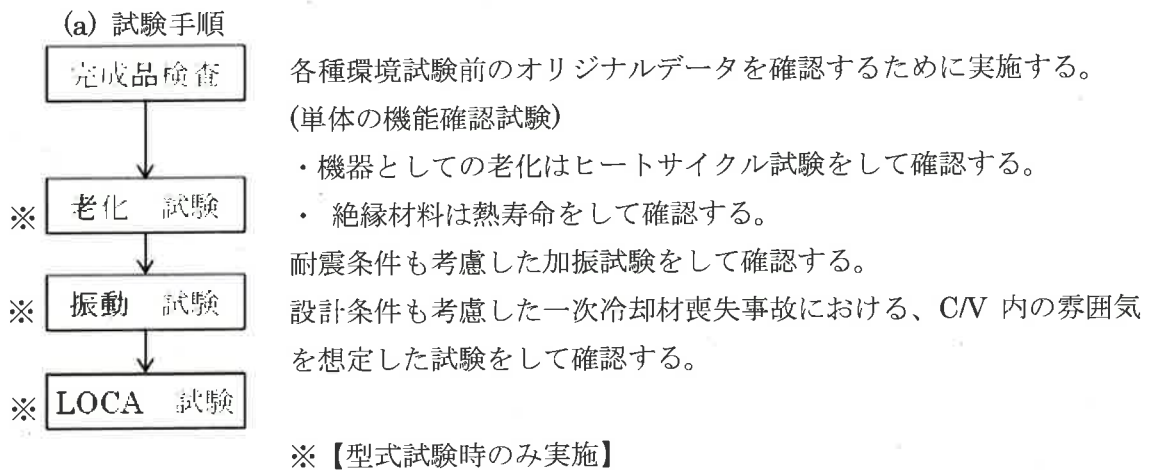 (a) 試験手順
完成品検査
各種環境試験前のオリジナルデータを確認するために実施する。
(単体の機能確認試験)
・機器としての老化はヒートサイクル試験をして確認する。
※ 老化 試験
・ 絶縁材料は熱寿命をして確認する。
耐震条件も考慮した加振試験をして確認する。
※ 振動 試験
設計条件も考慮した一次冷却材喪失事故における、C/V 内の雰囲気
を想定した試験をして確認する。
※ LOCA 試験
※【型式試験時のみ実施】